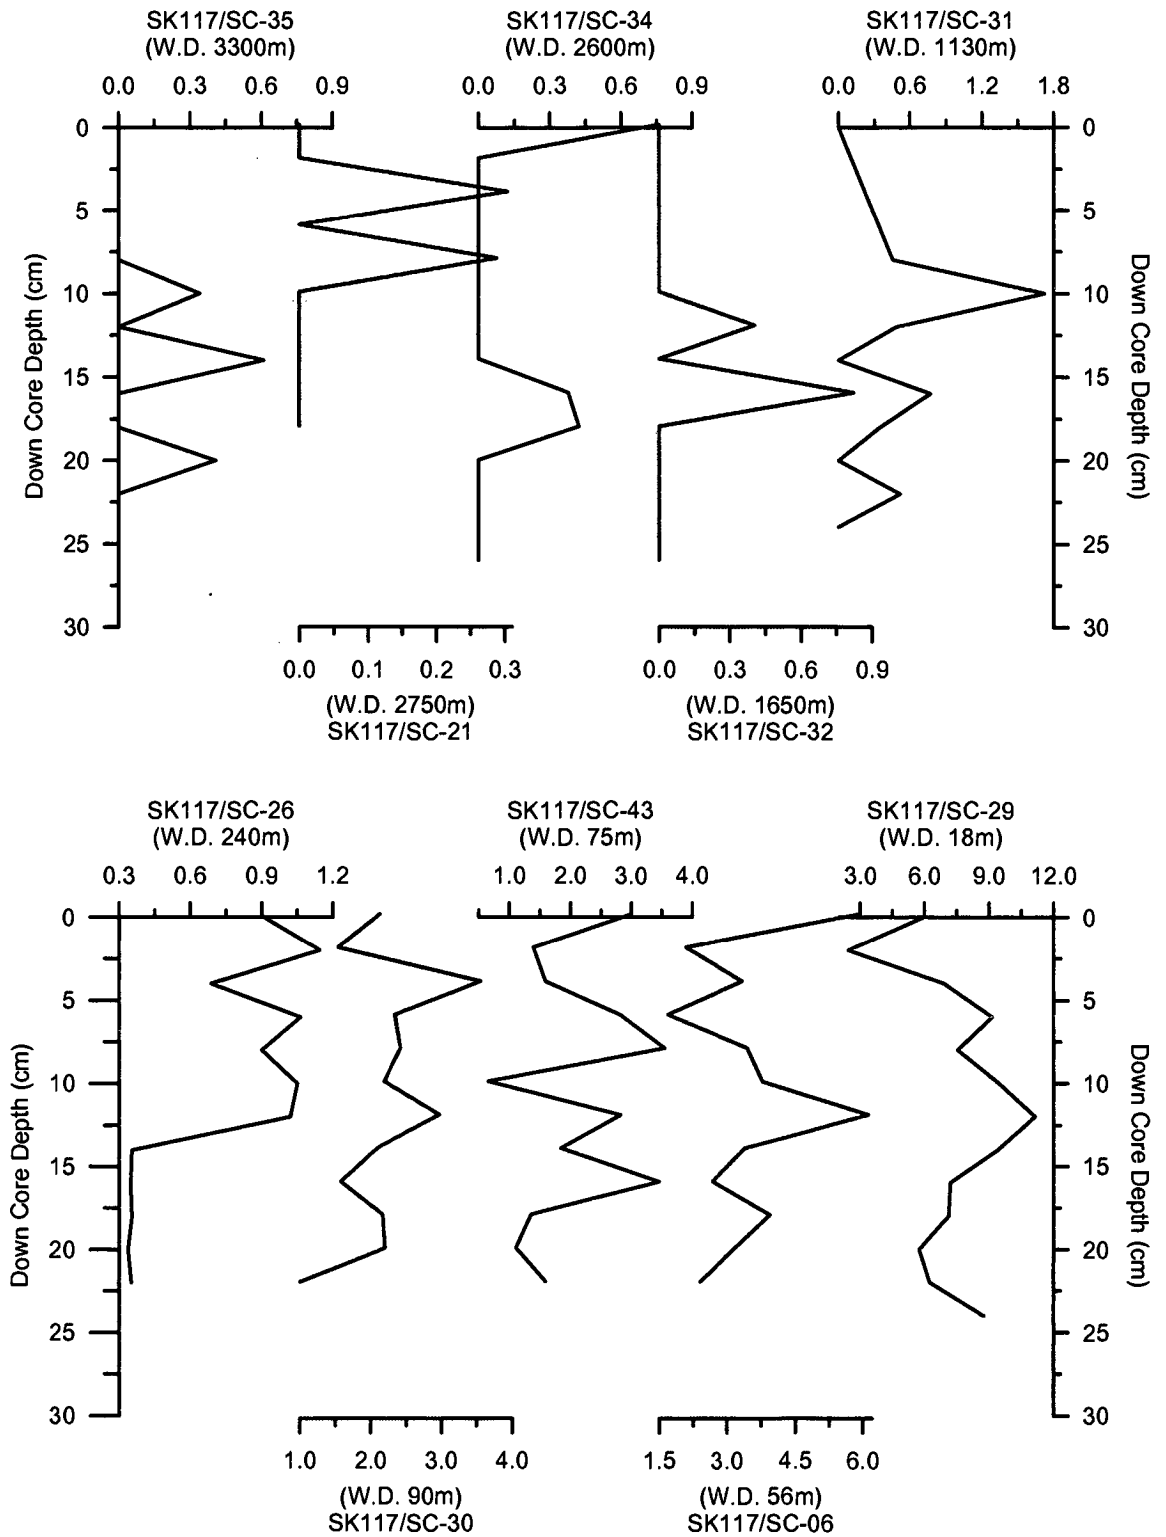 SK117/SC-35 SK117/SC-34 SK117/SC-31
(W.D. 3300m) (W.D. 2600m) (W.D. 1130m)
0.0 0.3 0.6 0.9 0.0 0.3 0.6 0.9 0.0 0.6 1.2 1.8
0 0
5 5
10 10
15 15
20 20
25 25
30 30
Down Core Depth (cm)
Down Core Depth (cm)
0.0 0.1 0.2 0.3 0.0 0.3 0.6 0.9
(W.D. 2750m) (W.D. 1650m)
SK117/SC-21 SK117/SC-32
SK117/SC-26 SK117/SC-43 SK117/SC-29
(W.D. 240m) (W.D. 75m) (W.D. 18m)
0.3 0.6 0.9 1.2 1.0 2.0 3.0 4.0 3.0 6.0 9.0 12.0
0 0
5 5
10 10
15 15
20 20
25 25
30 30
Down Core Depth (cm)
Down Core Depth (cm)
1.0 2.0 3.0 4.0 1.5 3.0 4.5 6.0
(W.D. 90m) (W.D. 56m)
SK117/SC-30 SK117/SC-06